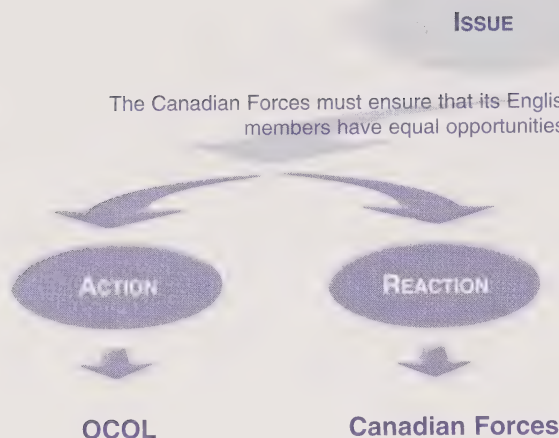 ISSUE
The Canadian Forces must ensure that its Englis
members have equal opportunities
ACTION REACTION
OCOL Canadian Forces